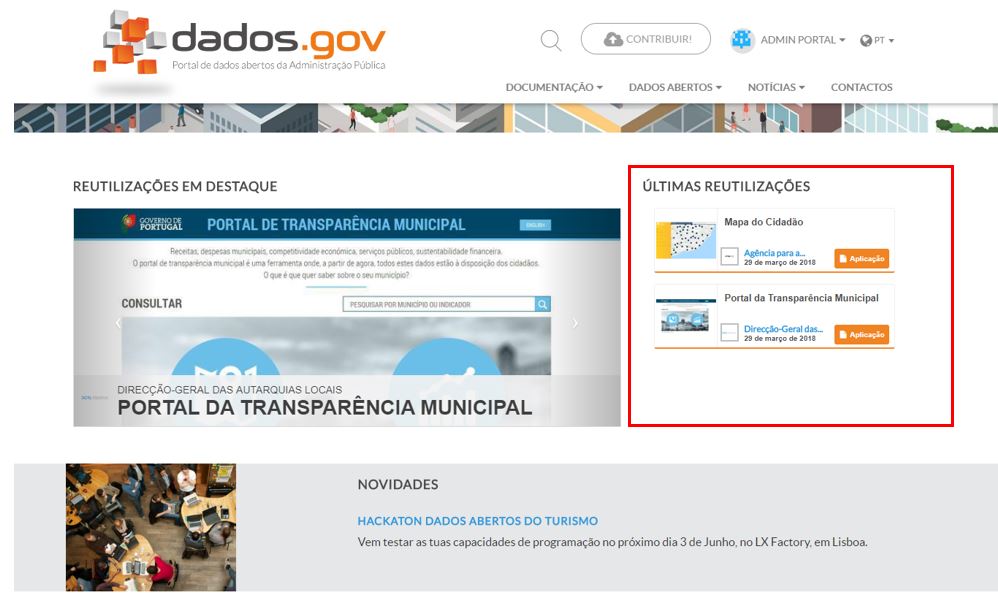 dados.gov
Portal de dados abertos da Administração Pública
CONTRIBUIR!
ADMIN PORTAL
PT
DOCUMENTAÇÃO
DADOS ABERTOS
NOTÍCIAS
CONTACTOS
REUTILIZAÇÕES EM DESTAQUE
GOVERNO DE
PORTUGAL
PORTAL DE TRANSPARÊNCIA MUNICIPAL
ENGLISH
Receitas, despesas municipais, competitividade económica, serviços públicos, sustentabilidade financeira.
O portal de transparência municipal é uma ferramenta onde, a partir de agora, todos estes dados estão à disposição dos cidadãos.
O que é que quer saber sobre o seu município?
CONSULTAR
PESQUISAR POR MUNICÍPIO OU INDICADOR
DIRECÇÃO-GERAL DAS AUTARQUIAS LOCAIS
PORTAL DA TRANSPARÊNCIA MUNICIPAL
ÚLTIMAS REUTILIZAÇÕES
Mapa do Cidadão
Agência para a...
29 de março de 2018
Aplicação
Portal da Transparência Municipal
Direcção-Geral das...
29 de março de 2018
Aplicação
NOVIDADES
HACKATON DADOS ABERTOS DO TURISMO
Vem testar as tuas capacidades de programação no próximo dia 3 de Junho, no LX Factory, em Lisboa.